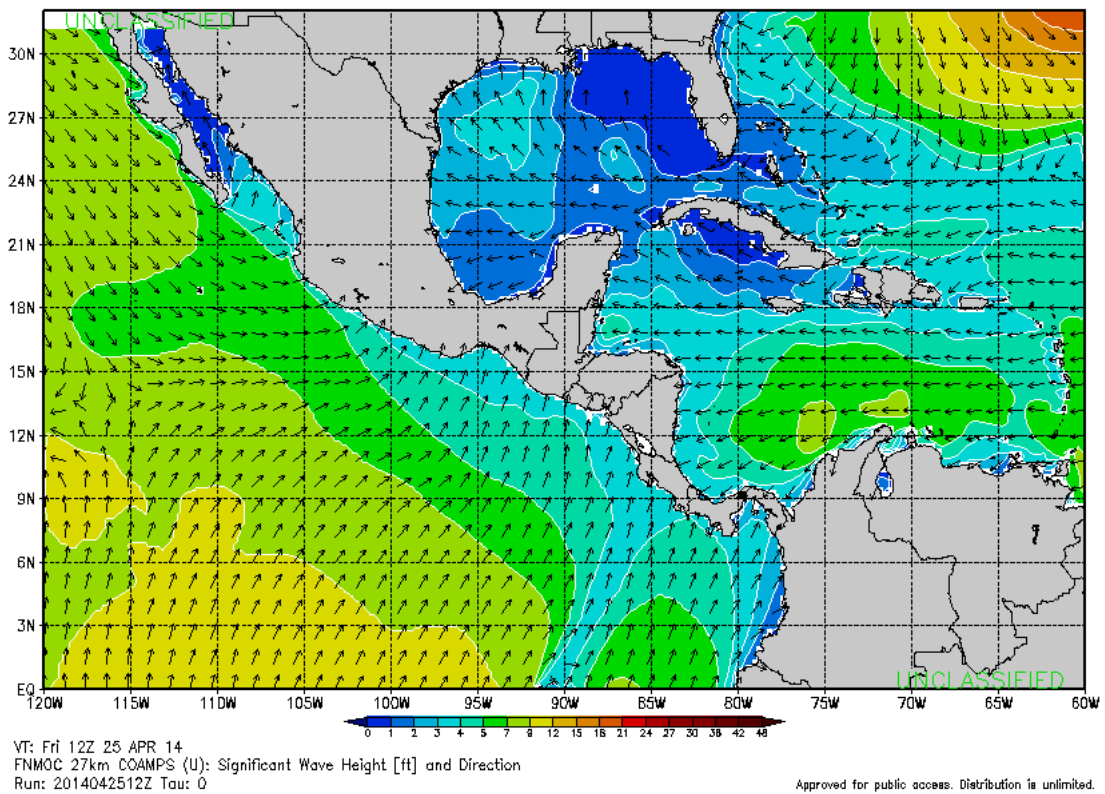 UNCLASSIFIED
30N
27N
24N
21N
18N
15N
12N
9N
6N
3N
EQ
UNCLASSIFIED
120W 115W 110W 105W 100W 95W 90W 85W 80W 75W 70W 65W 60W
0 1 2 3 4 5 7 9 12 15 18 21 24 27 30 33 36 42 48
VT: Fri 12Z 25 APR 14
FNMOC 27km COAMPS (U): Significant Wave Height [ft] and Direction
Run: 2014042512Z Tau: 0
Approved for public access. Distribution is unlimited.